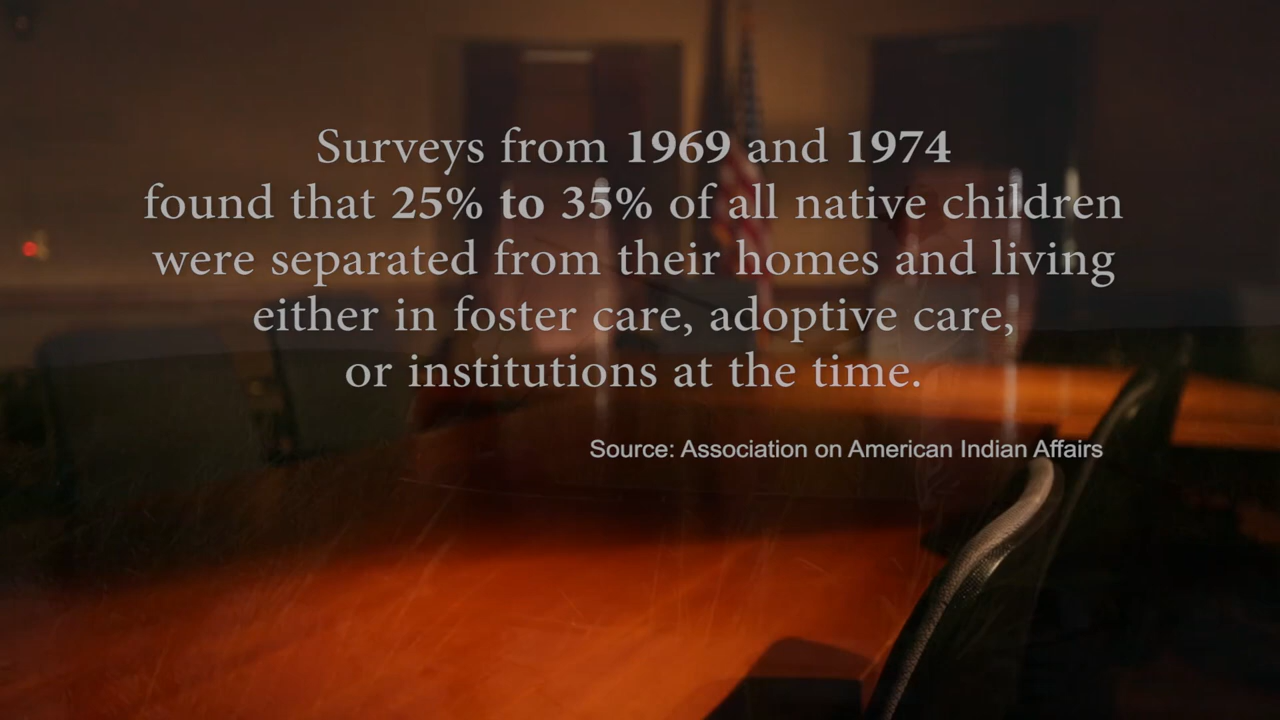 Surveys from 1969 and 1974
found that 25% to 35% of all native children
were separated from their homes and living
either in foster care, adoptive care,
or institutions at the time.
Source: Association on American Indian Affairs